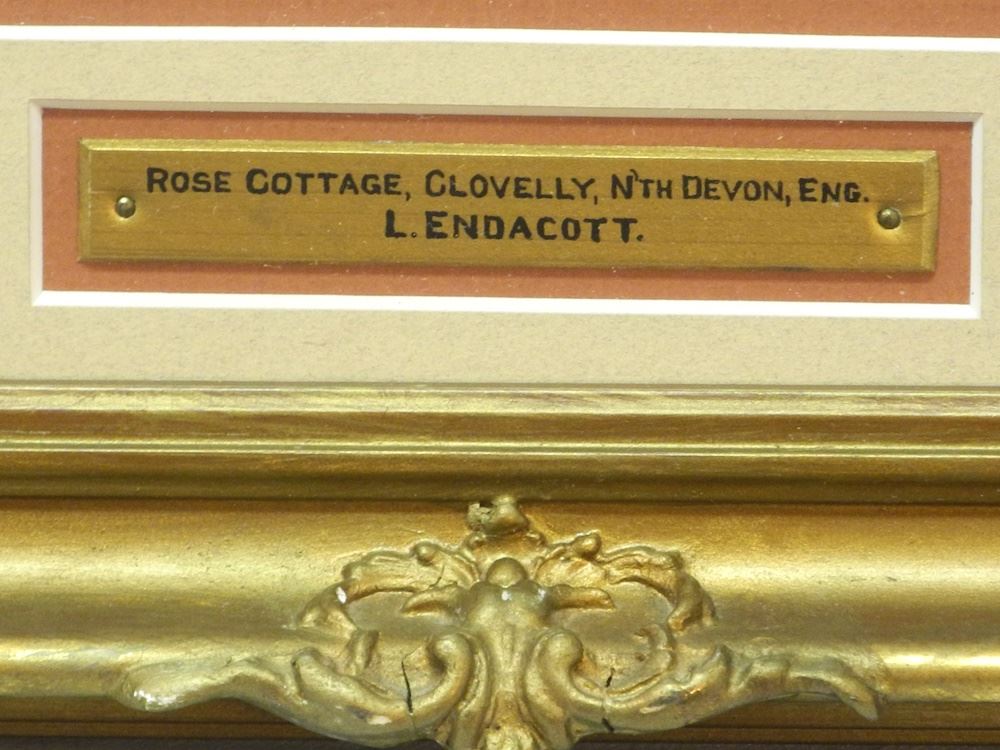 ROSE COTTAGE, CLOVELLY, N'TH DEVON, ENG.
L. ENDACOTT.